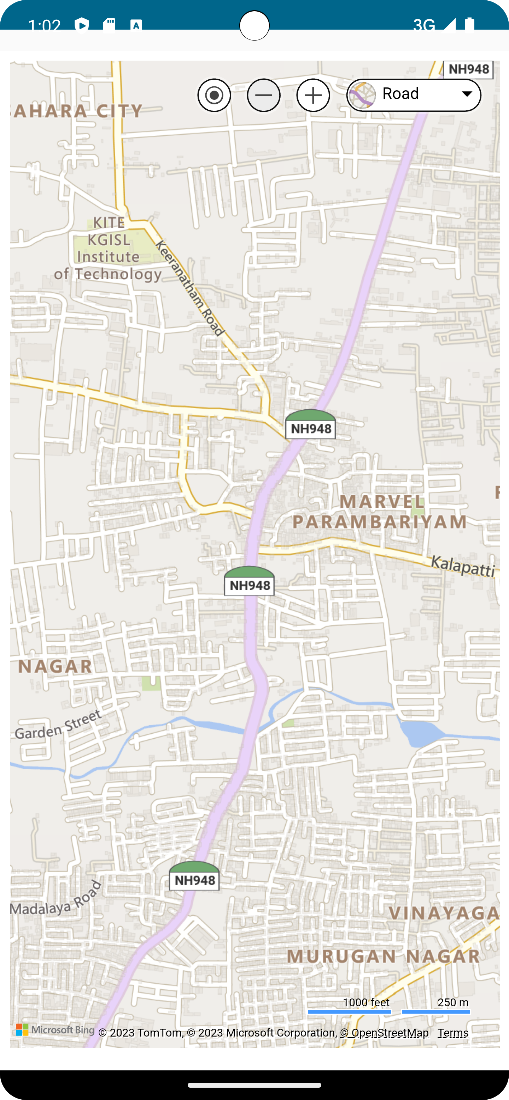 1:02
3G
NH948
Road
AHARA CITY
KITE
KGISL
Institute
of Technology
Keeranatham Road
NH948
MARVEL
PARAMBARIYAM
Kalapatti
NH948
NAGAR
Garden Street
NH948
Madalaya Road
VINAYAGA
MURUGAN NAGAR
1000 feet
250 m
Microsoft Bing
© 2023 TomTom, © 2023 Microsoft Corporation, © OpenStreetMap Terms